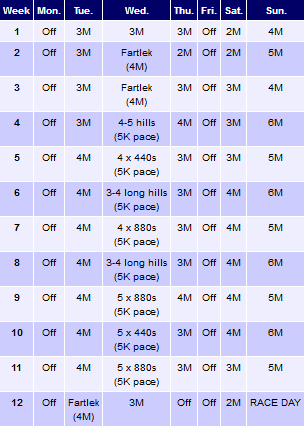 Week Mon. Tue. Wed. Thu. Fri. Sat. Sun.
1 Off 3M 3M 3M Off 2M 4M
2 Off 3M Fartlek (4M) 2M Off 2M 5M
3 Off 3M Fartlek (4M) 3M Off 3M 4M
4 Off 3M 4-5 hills (5K pace) 4M Off 3M 6M
5 Off 4M 4 x 440s (5K pace) 3M Off 3M 5M
6 Off 4M 3-4 long hills (5K pace) 3M Off 4M 6M
7 Off 4M 4 x 880s (5K pace) 3M Off 4M 5M
8 Off 4M 3-4 long hills (5K pace) 3M Off 4M 6M
9 Off 4M 5 x 880s (5K pace) 4M Off 4M 5M
10 Off 4M 5 x 440s (5K pace) 3M Off 4M 6M
11 Off 4M 5 x 880s (5K pace) 3M Off 3M 5M
12 Off Fartlek (4M) 3M Off Off 2M RACE DAY